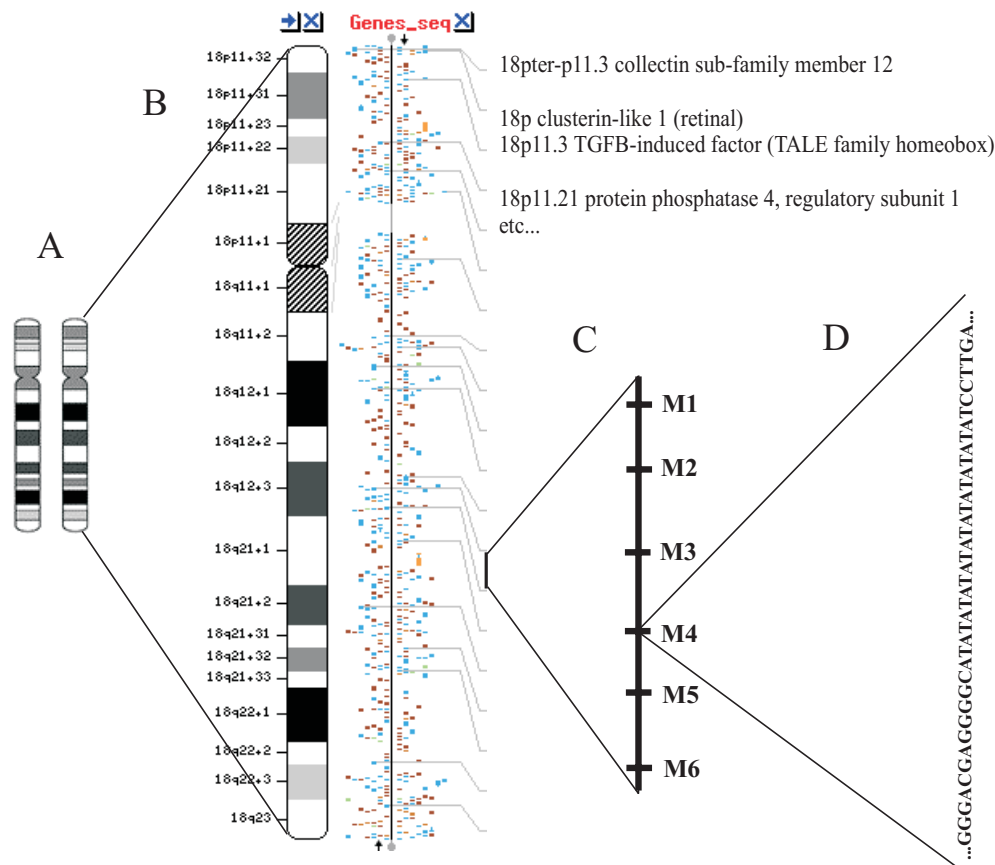 A
B
C
D
Genes_seq
18p11+32
18p11+31
18p11+23
18p11+22
18p11+21
18p11+1
18q11+1
18q11+2
18q12+1
18q12+2
18q12+3
18q21+1
18q21+2
18q21+31
18q21+32
18q21+33
18q22+1
18q22+2
18q22+3
18q23
18pter-p11.3 collectin sub-family member 12
18p clusterin-like 1 (retinal)
18p11.3 TGFB-induced factor (TALE family homeobox)
18p11.21 protein phosphatase 4, regulatory subunit 1
etc...
M1
M2
M3
M4
M5
M6
...GGGACGAGGGGCATATATATATATATATATATATATCCTTGA...